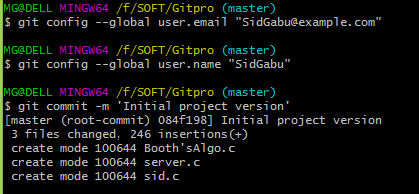 MG@DELL MINGW64 /f/SOFT/Gitpro (master)
$ git config --global user.email "SidGabu@example.com"
MG@DELL MINGW64 /f/SOFT/Gitpro (master)
$ git config --global user.name "SidGabu"
MG@DELL MINGW64 /f/SOFT/Gitpro (master)
$ git commit -m 'Initial project version'
[master (root-commit) 084f198] Initial project version
3 files changed, 246 insertions(+)
create mode 100644 Booth'sAlgo.c
create mode 100644 server.c
create mode 100644 sid.c